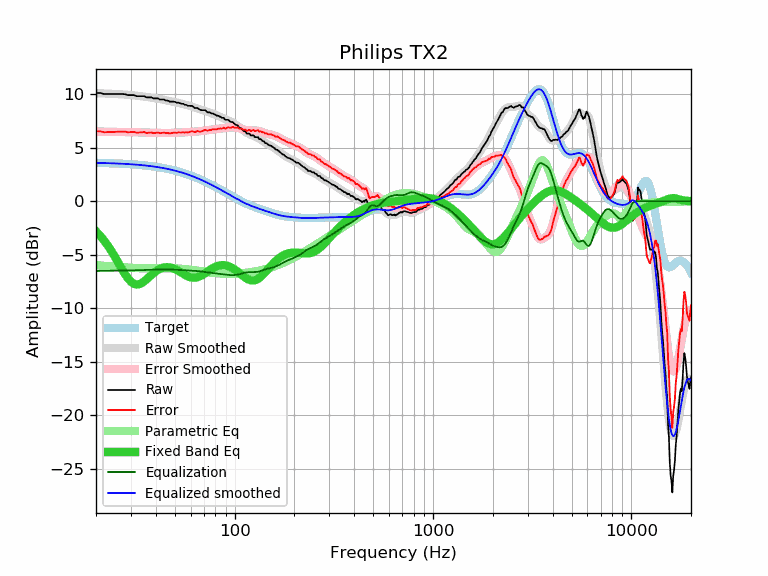 Philips TX2
10
5
0
−5
−10
−15
−20
−25
Amplitude (dBr)
Target
Raw Smoothed
Error Smoothed
Raw
Error
Parametric Eq
Fixed Band Eq
Equalization
Equalized smoothed
100
1000
10000
Frequency (Hz)